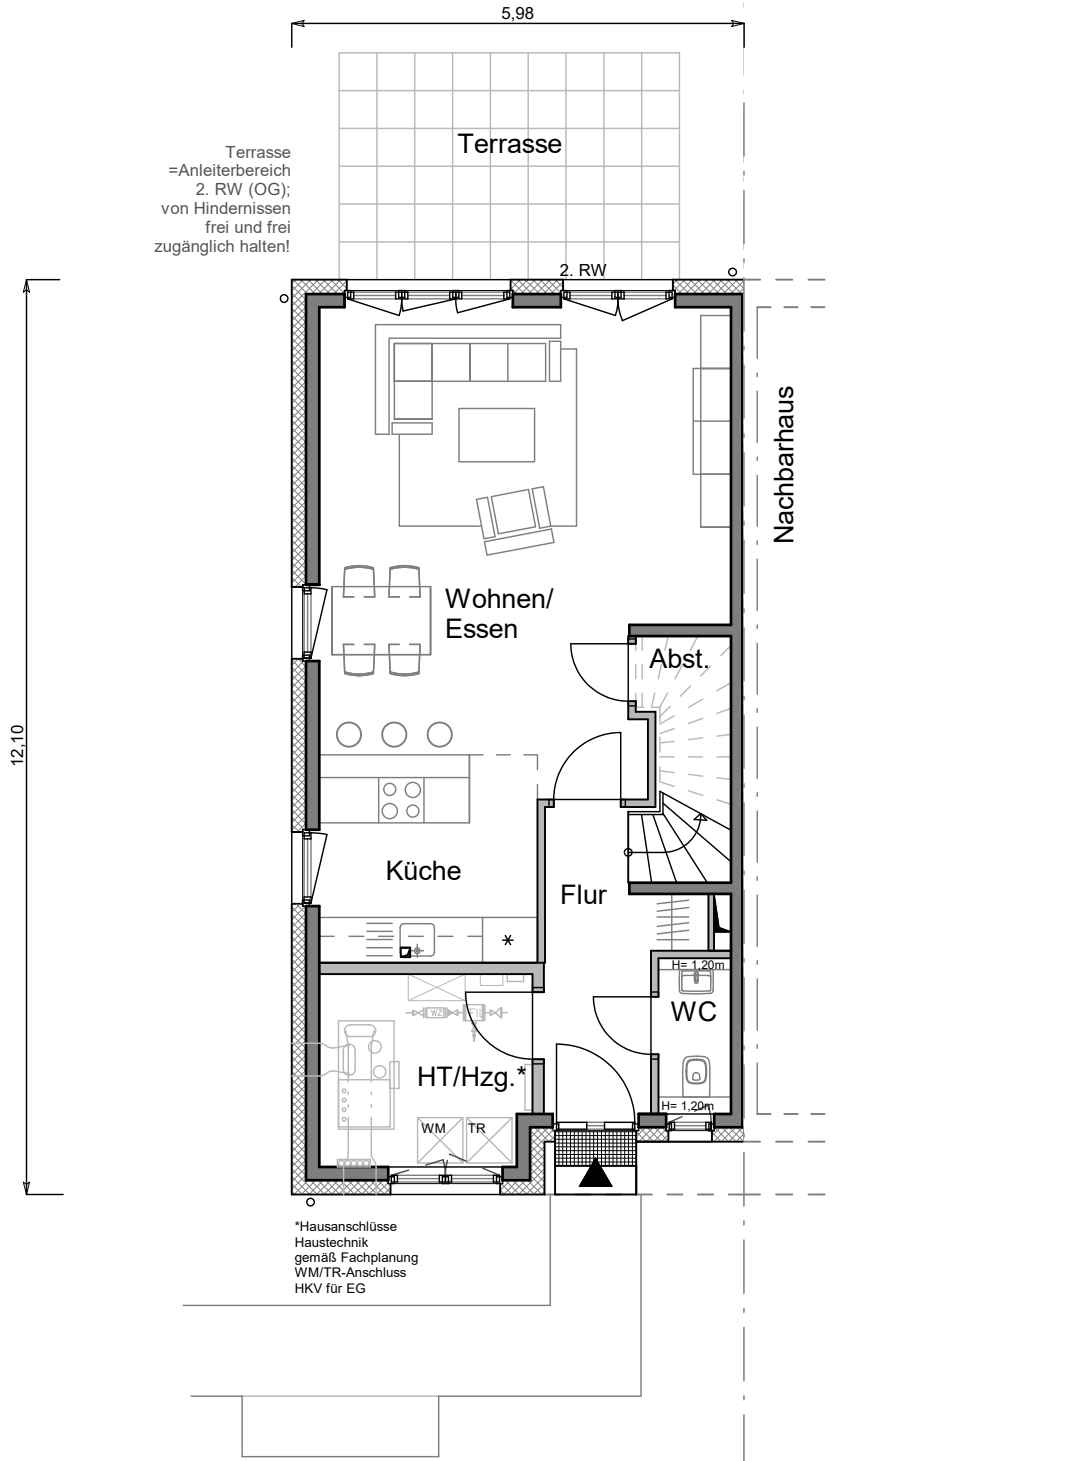 5,98
Terrasse
Terrasse
=Anleiterbereich
2. RW (OG);
von Hindernissen
frei und frei
zugänglich halten!
2. RW
Nachbarhaus
12,10
Wohnen/
Essen
Abst.
Küche
Flur
*
H= 1,20m
WC
WZ
FIL
HT/Hzg.*
H= 1,20m
WM
TR
*Hausanschlüsse
Haustechnik
gemäß Fachplanung
WM/TR-Anschluss
HKV für EG